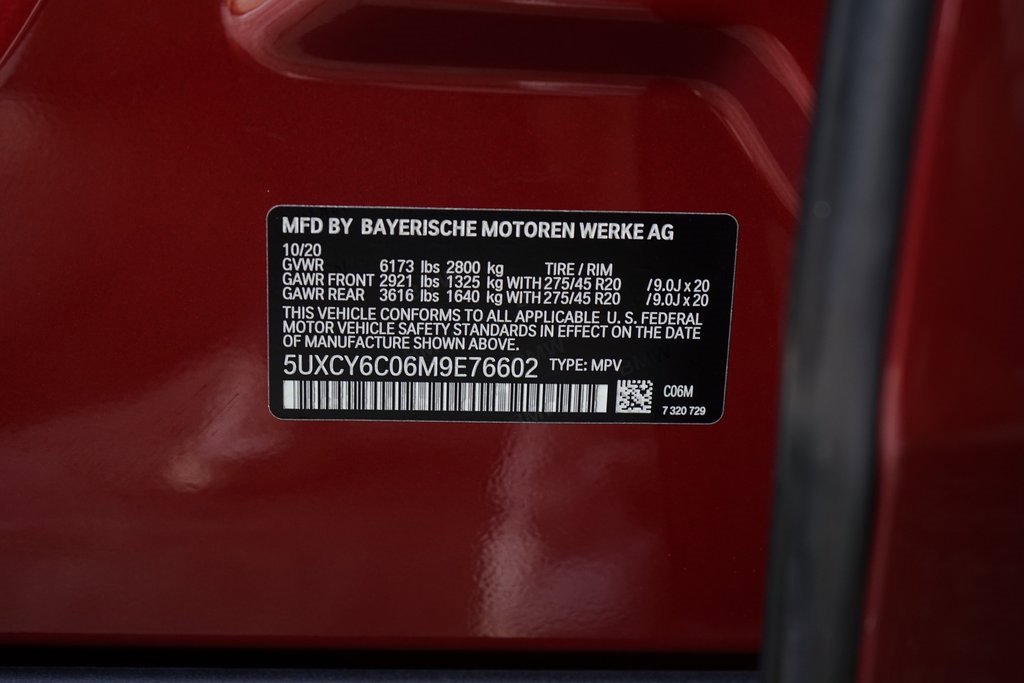 MFD BY BAYERISCHE MOTOREN WERKE AG
10/20
GVWR 6173 lbs 2800 kg TIRE / RIM
GAWR FRONT 2921 lbs 1325 kg WITH 275/45 R20 / 9.0J x 20
GAWR REAR 3616 lbs 1640 kg WITH 275/45 R20 / 9.0J x 20
THIS VEHICLE CONFORMS TO ALL APPLICABLE U. S. FEDERAL
MOTOR VEHICLE SAFETY STANDARDS IN EFFECT ON THE DATE
OF MANUFACTURE SHOWN ABOVE.
5UXCY6C06M9E76602 TYPE: MPV
C06M
7 320 729